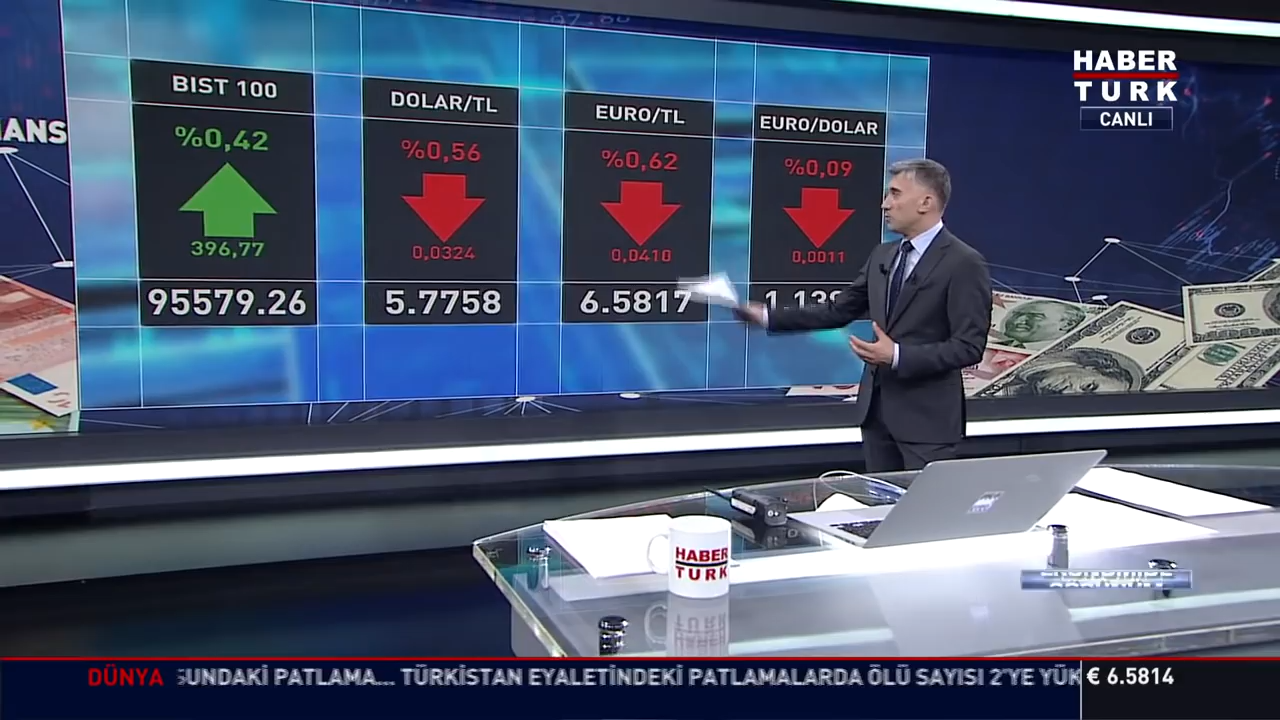 HABER
TURK
CANLI
BIST 100
%0,42
396,77
95579.26
DOLAR/TL
%0,56
0,0324
5.7758
EURO/TL
%0,62
0,0410
6.5817
EURO/DOLAR
%0,09
0,0011
HABER
TURK
DÜNYA
PATLAMA... TÜRKİSTAN EYALETİNDEKİ PATLAMALARDA ÖLÜ SAYISI 2'YE
€ 6.5814